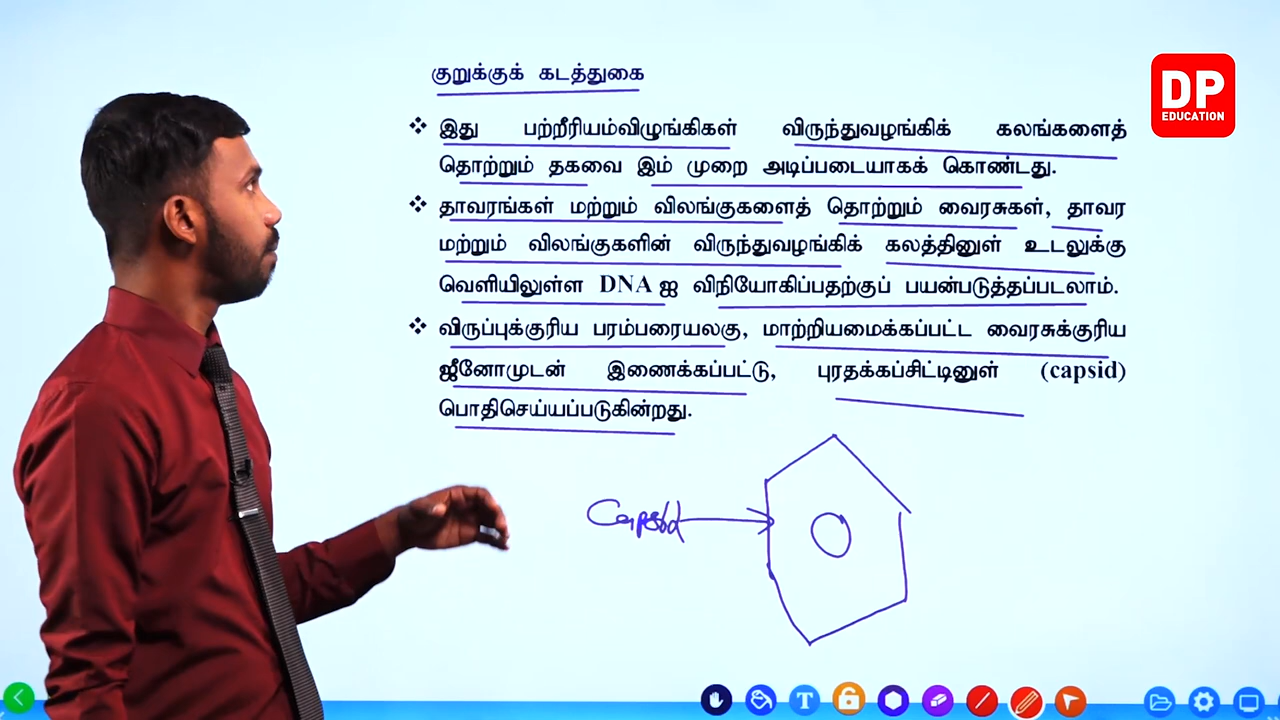 குறுக்குக் கடத்துகை
DP
EDUCATION
❖ இது பற்றீரியம்விழுங்கிகள் விருந்துவழங்கிக் கலங்களைத்
தொற்றும் தகவை இம் முறை அடிப்படையாகக் கொண்டது.
❖ தாவரங்கள் மற்றும் விலங்குகளைத் தொற்றும் வைரசுகள், தாவர
மற்றும் விலங்குகளின் விருந்துவழங்கிக் கலத்தினுள் உடலுக்கு
வெளியிலுள்ள DNA ஐ விநியோகிப்பதற்குப் பயன்படுத்தப்படலாம்.
❖ விருப்புக்குரிய பரம்பரையலகு, மாற்றியமைக்கப்பட்ட வைரசுக்குரிய
ஜீனோமுடன் இணைக்கப்பட்டு, புரதக்கப்சிட்டினுள் (capsid)
பொதிசெய்யப்படுகின்றது.
Capsid